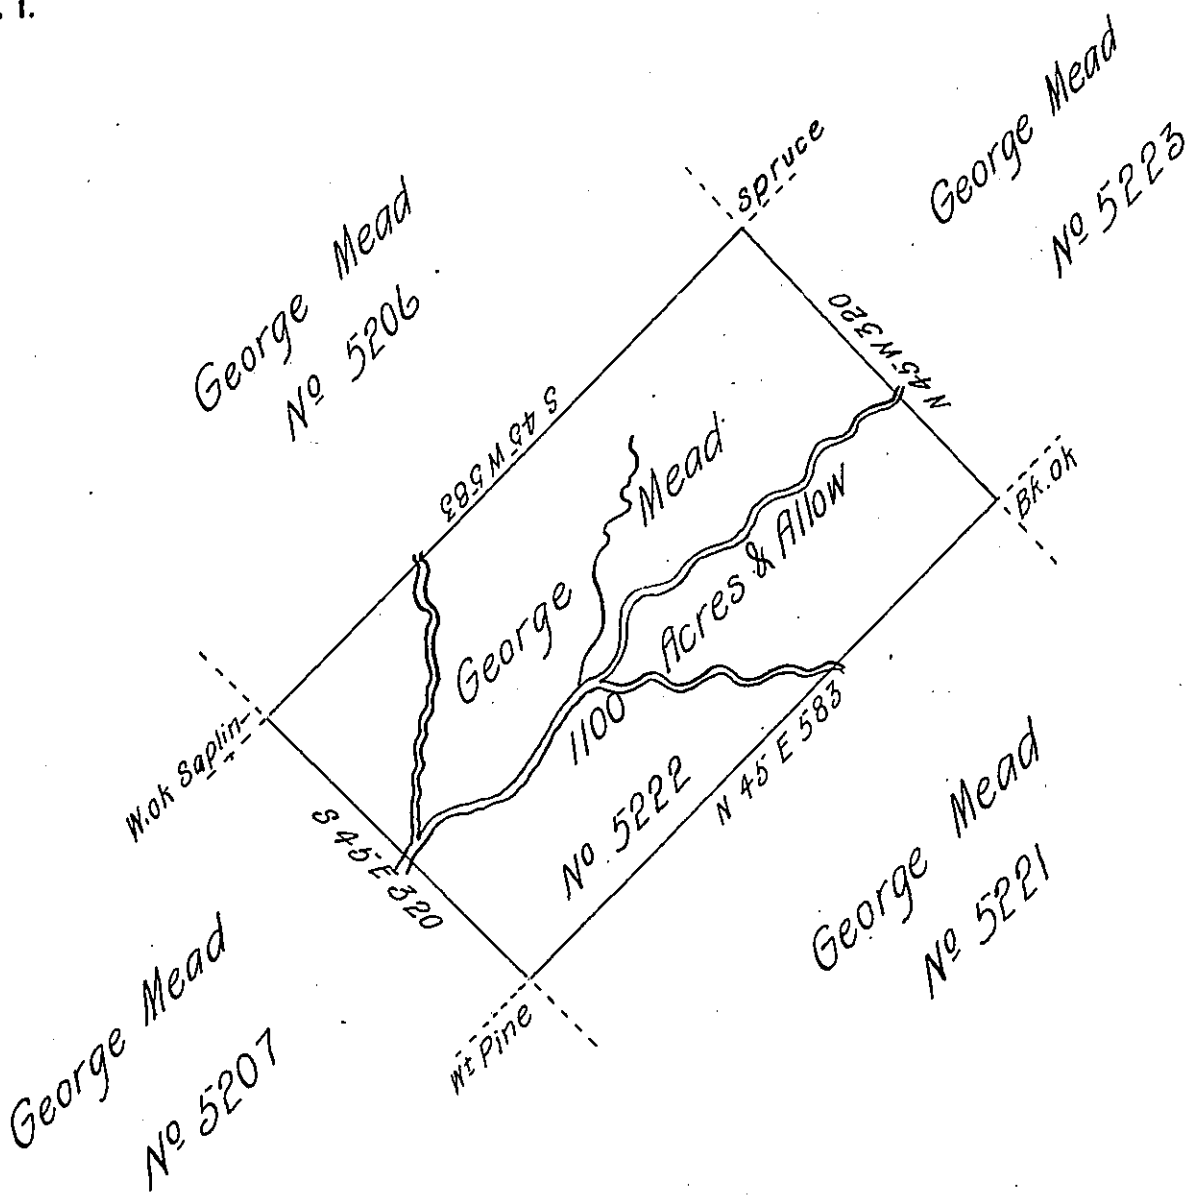 . 1.
George Mead
No 5206
George Mead
No 5223
Spruce
N 45 W 320
S 45 W 583
Bk. ok
W. ok Saplin
S 45 E 320
Wt Pine
N 45 E 583
George Mead
1100 Acres & Allow
No. 5222
George Mead
No 5221
George Mead
No 5207